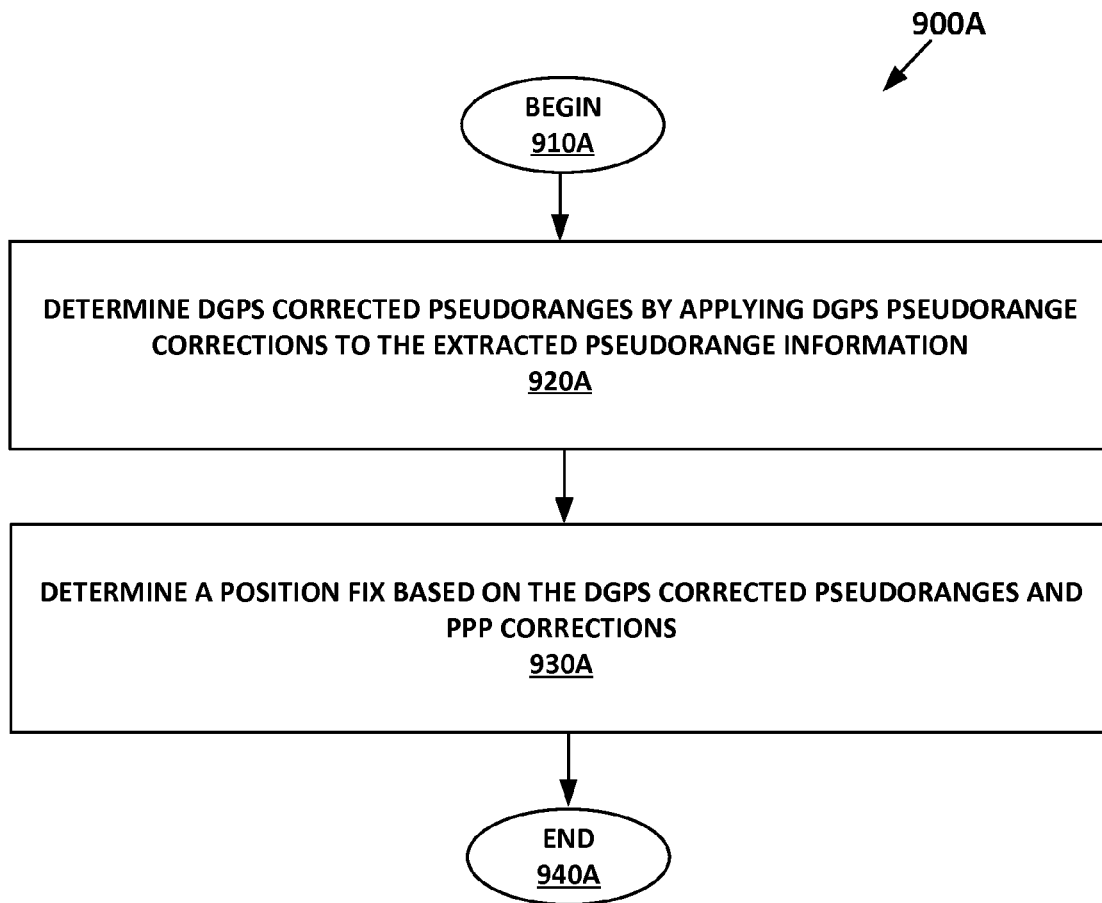 900A
BEGIN
910A
DETERMINE DGPS CORRECTED PSEUDORANGES BY APPLYING DGPS PSEUDORANGE
CORRECTIONS TO THE EXTRACTED PSEUDORANGE INFORMATION
920A
DETERMINE A POSITION FIX BASED ON THE DGPS CORRECTED PSEUDORANGES AND
PPP CORRECTIONS
930A
END
940A